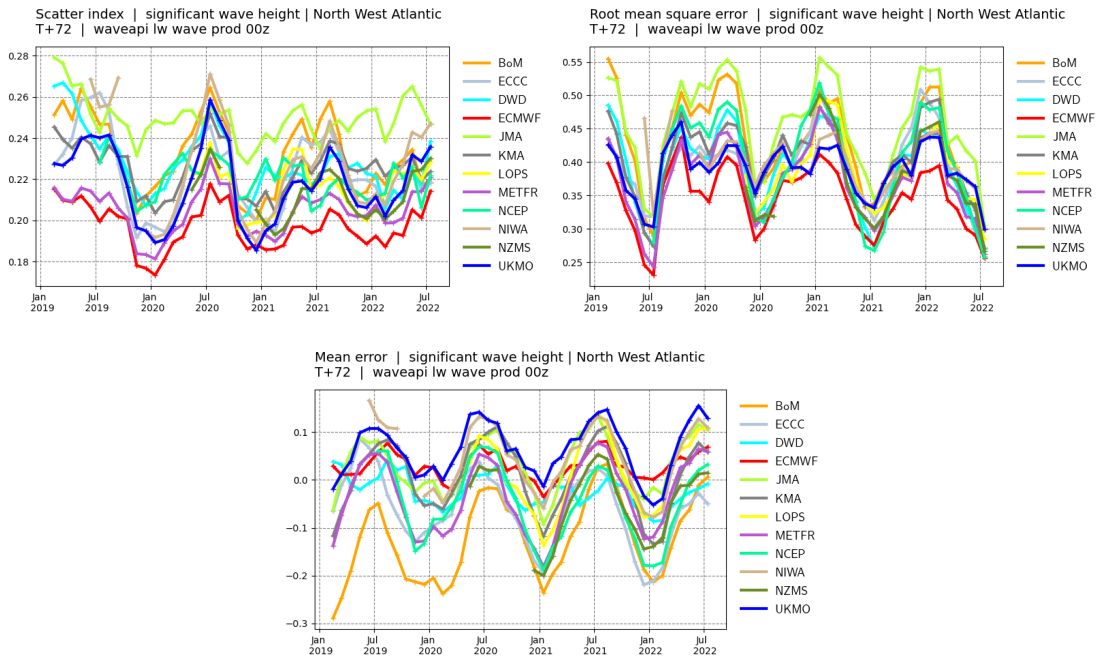 Scatter index | significant wave height | North West Atlantic
T+72 | waveapi lw wave prod 00z
0.28
0.26
0.24
0.22
0.20
0.18
Jan 2019
Jul 2019
Jan 2020
Jul 2020
Jan 2021
Jul 2021
Jan 2022
Jul 2022
BoM
ECCC
DWD
ECMWF
JMA
KMA
LOPS
METFR
NCEP
NIWA
NZMS
UKMO
Root mean square error | significant wave height | North West Atlantic
T+72 | waveapi lw wave prod 00z
0.55
0.50
0.45
0.40
0.35
0.30
0.25
Jan 2019
Jul 2019
Jan 2020
Jul 2020
Jan 2021
Jul 2021
Jan 2022
Jul 2022
BoM
ECCC
DWD
ECMWF
JMA
KMA
LOPS
METFR
NCEP
NIWA
NZMS
UKMO
Mean error | significant wave height | North West Atlantic
T+72 | waveapi lw wave prod 00z
0.1
0.0
−0.1
−0.2
−0.3
Jan 2019
Jul 2019
Jan 2020
Jul 2020
Jan 2021
Jul 2021
Jan 2022
Jul 2022
BoM
ECCC
DWD
ECMWF
JMA
KMA
LOPS
METFR
NCEP
NIWA
NZMS
UKMO